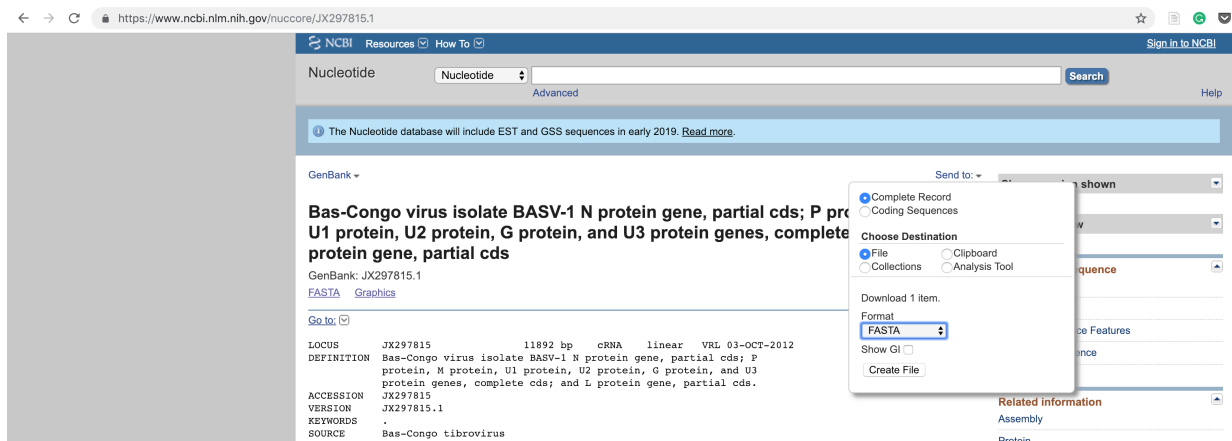 https://www.ncbi.nlm.nih.gov/nuccore/JX297815.1
NCBI Resources How To Sign in to NCBI
Nucleotide Nucleotide Search
Advanced Help
The Nucleotide database will include EST and GSS sequences in early 2019. Read more.
GenBank Send to:
shown
Complete Record
Coding Sequences
Bas-Congo virus isolate BASV-1 N protein gene, partial cds; P
U1 protein, U2 protein, G protein, and U3 protein genes, complete
protein gene, partial cds
Choose Destination
File Clipboard
Collections Analysis Tool
GenBank: JX297815.1
FASTA Graphics
Download 1 item.
Format
FASTA
Show GI
Create File
Go to:
LOCUS JX297815 11892 bp cRNA linear VRL 03-OCT-2012
DEFINITION Bas-Congo virus isolate BASV-1 N protein gene, partial cds; P
protein, M protein, U1 protein, U2 protein, G protein, and U3
protein genes, complete cds; and L protein gene, partial cds.
ACCESSION JX297815
VERSION JX297815.1
KEYWORDS .
SOURCE Bas-Congo tibrovirus
Features
Related information
Assembly
Protein